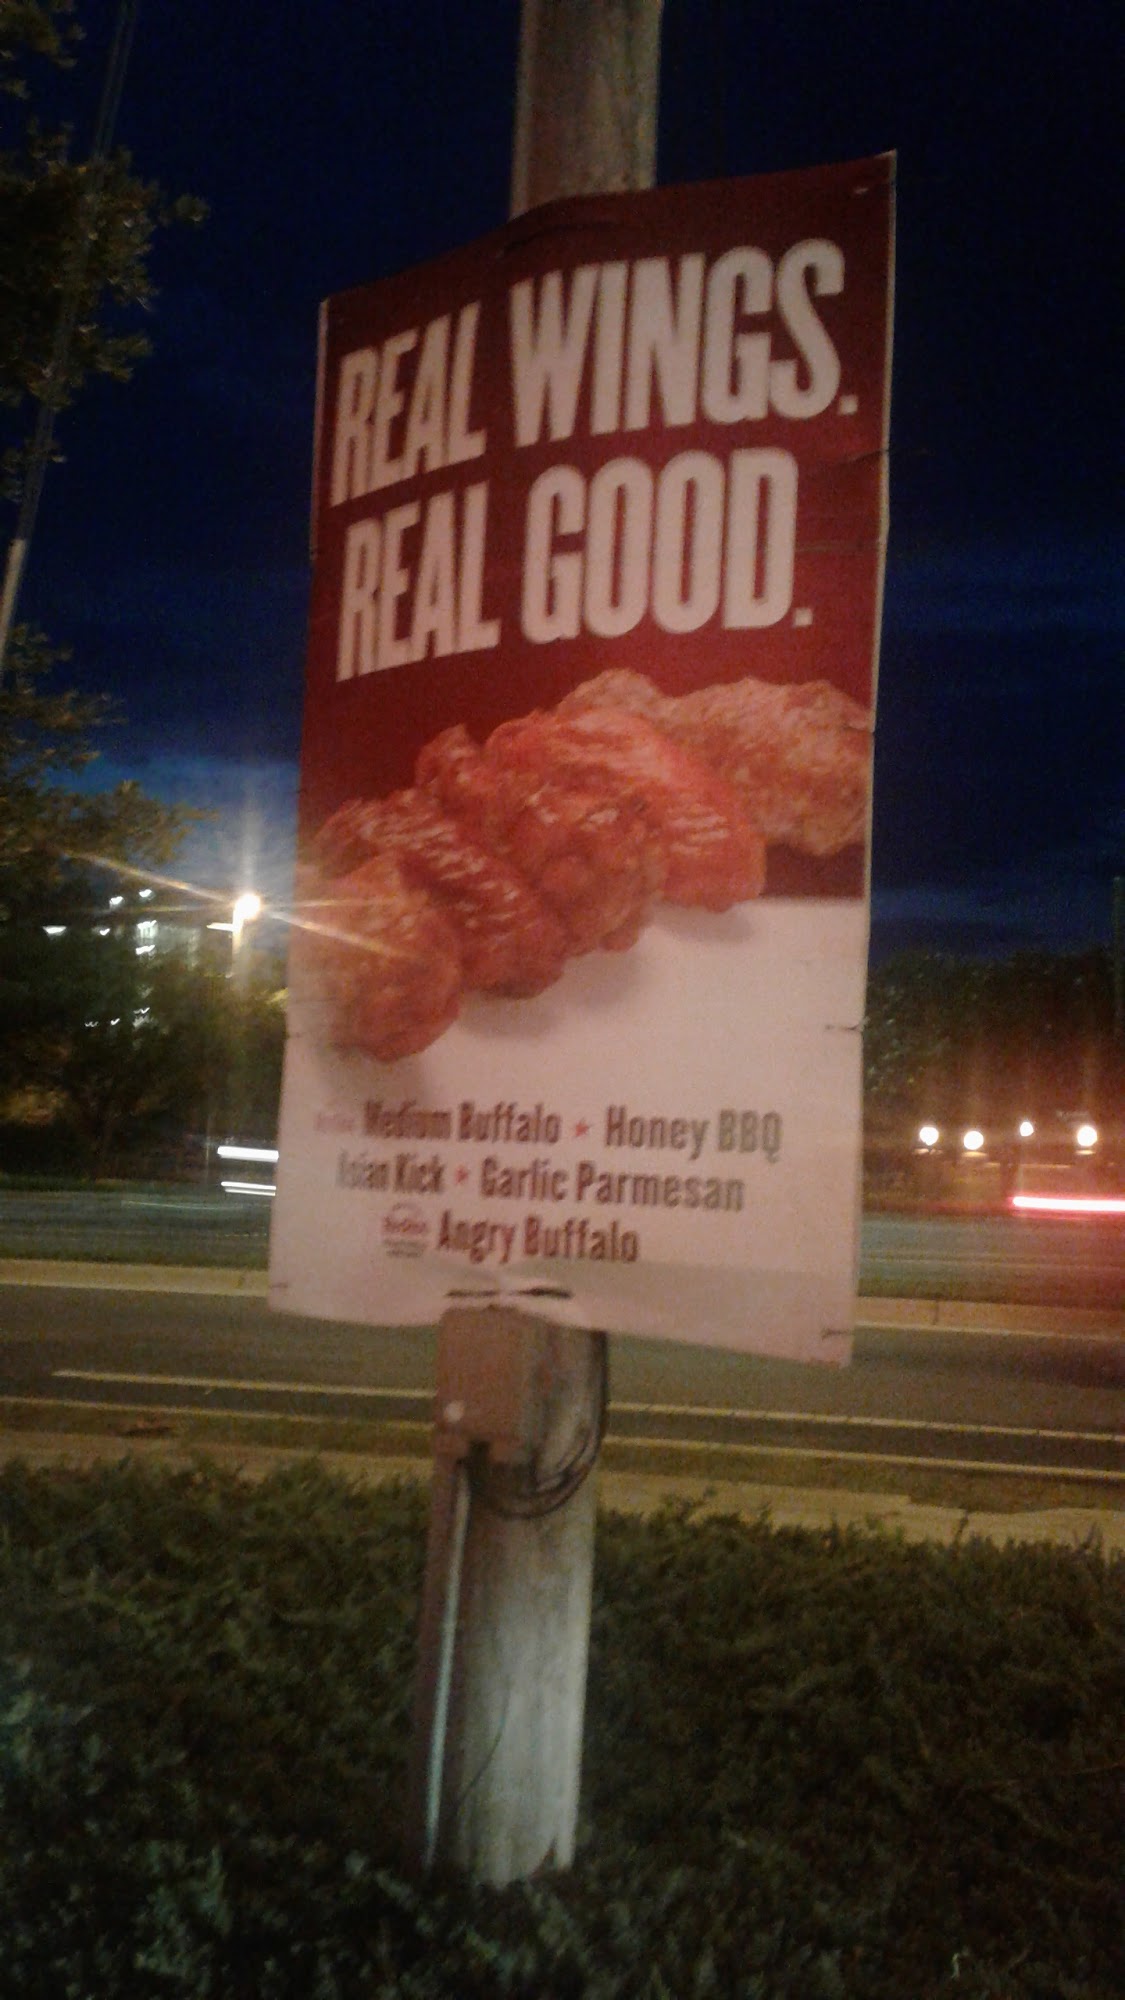 REAL WINGS.
REAL GOOD.
Medium Buffalo ★ Honey BBQ
Asian Kick ★ Garlic Parmesan
Angry Buffalo